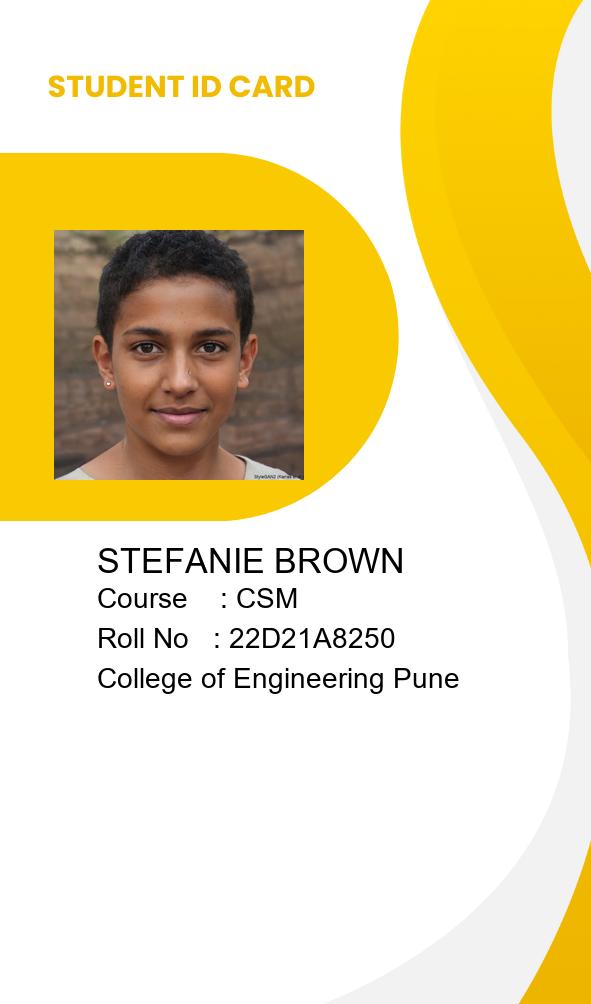 STUDENT ID CARD
STEFANIE BROWN
Course : CSM
Roll No : 22D21A8250
College of Engineering Pune